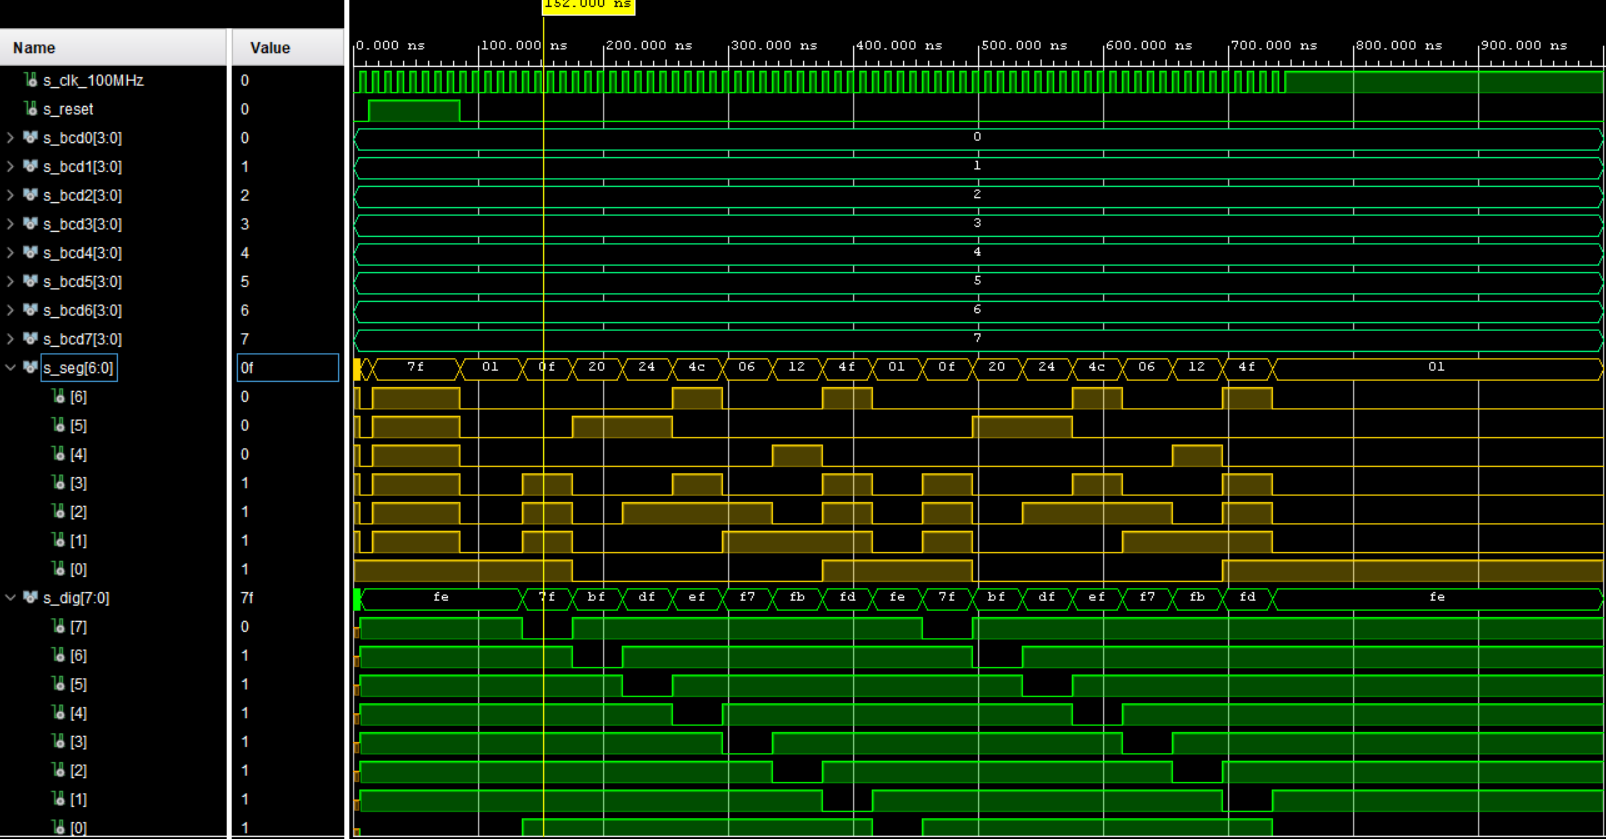 152.000 ns
Name Value 0.000 ns 100.000 ns 200.000 ns 300.000 ns 400.000 ns 500.000 ns 600.000 ns 700.000 ns 800.000 ns 900.000 ns
s_clk_100MHz 0
s_reset 0
s_bcd0[3:0] 0 0
s_bcd1[3:0] 1 1
s_bcd2[3:0] 2 2
s_bcd3[3:0] 3 3
s_bcd4[3:0] 4 4
s_bcd5[3:0] 5 5
s_bcd6[3:0] 6 6
s_bcd7[3:0] 7 7
s_seg[6:0] 0f 7f 01 0f 20 24 4c 06 12 4f 01 0f 20 24 4c 06 12 4f 01
[6] 0
[5] 0
[4] 0
[3] 1
[2] 1
[1] 1
[0] 1
s_dig[7:0] 7f fe 7f bf df ef f7 fb fd fe 7f bf df ef f7 fb fd fe
[7] 0
[6] 1
[5] 1
[4] 1
[3] 1
[2] 1
[1] 1
[0] 1